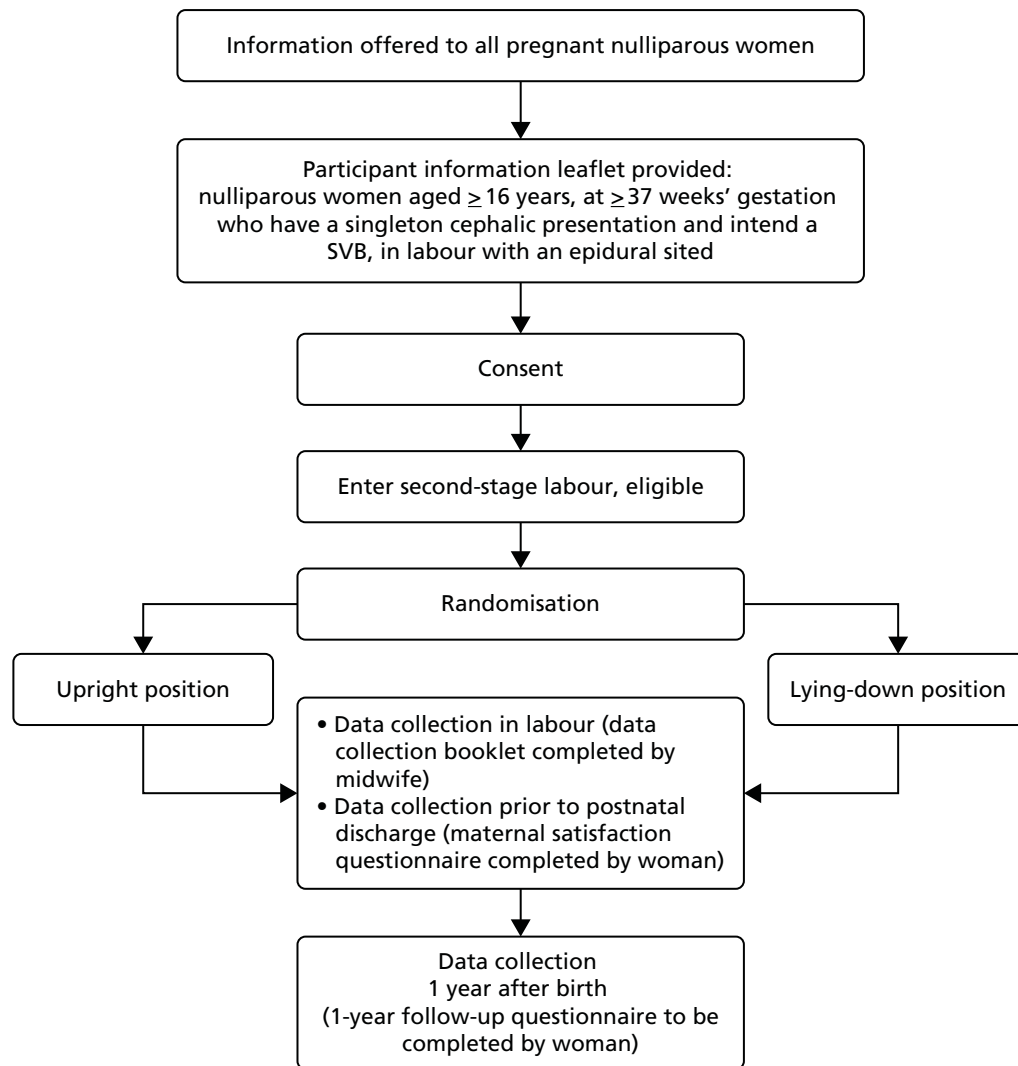 Information offered to all pregnant nulliparous women
Participant information leaflet provided:
nulliparous women aged ≥ 16 years, at ≥ 37 weeks' gestation
who have a singleton cephalic presentation and intend a
SVB, in labour with an epidural sited
Consent
Enter second-stage labour, eligible
Randomisation
Upright position
Lying-down position
• Data collection in labour (data
collection booklet completed by
midwife)
• Data collection prior to postnatal
discharge (maternal satisfaction
questionnaire completed by woman)
Data collection
1 year after birth
(1-year follow-up questionnaire to be
completed by woman)